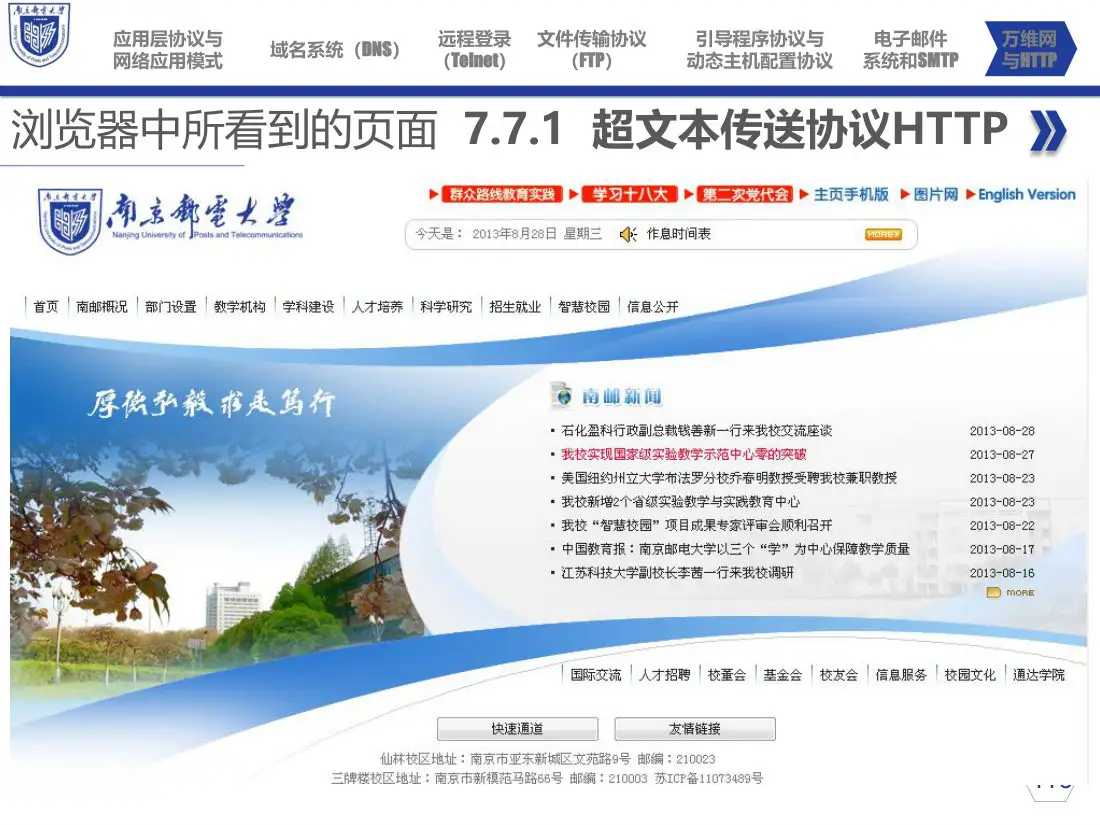 应用层协议与
网络应用模式
域名系统（DNS）
远程登录
（Telnet）
文件传输协议
（FTP）
引导程序协议与
动态主机配置协议
电子邮件
系统和SMTP
万维网
与HTTP
浏览器中所看到的页面 7.7.1 超文本传送协议HTTP
南京邮电大学
Nanjing University of Posts and Telecommunications
群众路线教育实践 学习十八大 第二次党代会 主页手机版 图片网 English Version
今天是： 2013年8月28日 星期三 作息时间表 MORE
首页 南邮概况 部门设置 教学机构 学科建设 人才培养 科学研究 招生就业 智慧校园 信息公开
厚德弘毅 求是笃行
南邮新闻
石化盈科行政副总裁钱善新一行来我校交流座谈 2013-08-28
我校实现国家级实验教学示范中心零的突破 2013-08-27
美国纽约州立大学布法罗分校乔春明教授受聘我校兼职教授 2013-08-23
我校新增2个省级实验教学与实践教育中心 2013-08-23
我校“智慧校园”项目成果专家评审会顺利召开 2013-08-22
中国教育报：南京邮电大学以三个“学”为中心保障教学质量 2013-08-17
江苏科技大学副校长李茜一行来我校调研 2013-08-16
MORE
国际交流 人才招聘 校董会 基金会 校友会 信息服务 校园文化 通达学院
快速通道 友情链接
仙林校区地址：南京市亚东新城区文苑路9号 邮编：210023
三牌楼校区地址：南京市新模范马路66号 邮编：210003 苏ICP备11073489号